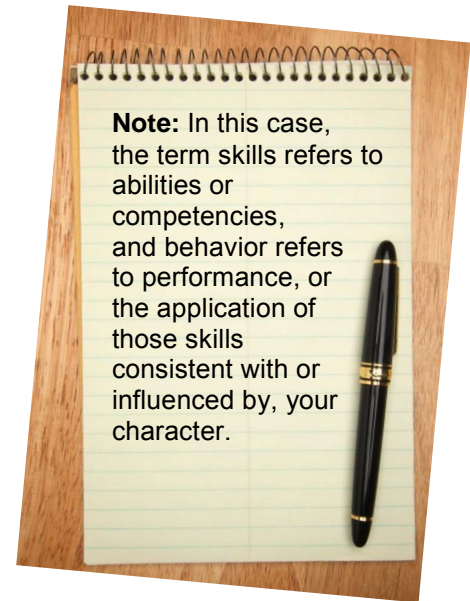 Note: In this case,
the term skills refers to
abilities or
competencies,
and behavior refers
to performance, or
the application of
those skills
consistent with or
influenced by, your
character.